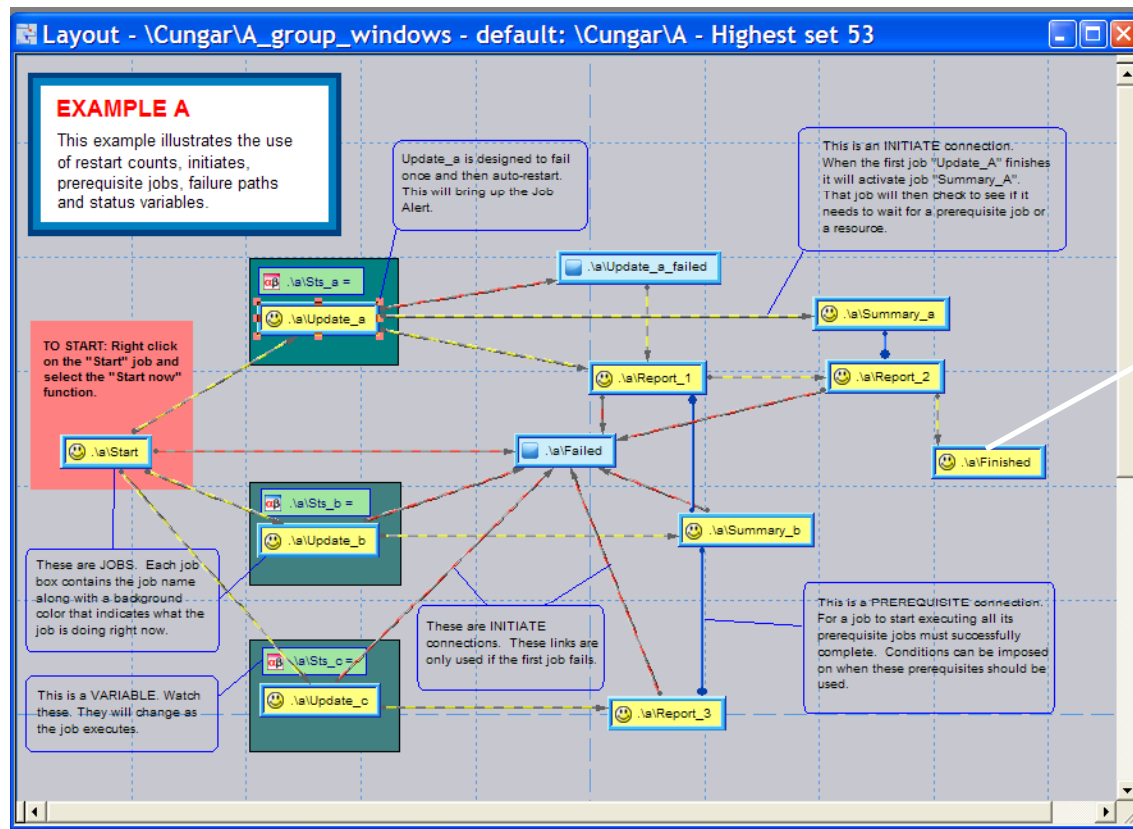 Layout - \Cungar\A_group_windows - default: \Cungar\A - Highest set 53
EXAMPLE A
This example illustrates the use
of restart counts, initiates,
prerequisite jobs, failure paths
and status variables.
Update_a is designed to fail
once and then auto-restart.
This will bring up the Job
Alert.
This is an INITIATE connection.
When the first job "Update_A" finishes
it will activate job "Summary_A".
That job will then check to see if it
needs to wait for a prerequisite job or
a resource.
.\a\Update_a_failed
αβ .\a\Sts_a =
.\a\Update_a
.\a\Summary_a
TO START: Right click
on the "Start" job and
select the "Start now"
function.
.\a\Report_1
.\a\Report_2
.\a\Start
.\a\Failed
.\a\Finished
αβ .\a\Sts_b =
.\a\Update_b
.\a\Summary_b
These are JOBS. Each job
box contains the job name
along with a background
color that indicates what the
job is doing right now.
These are INITIATE
connections. These links are
only used if the first job fails.
This is a PREREQUISITE connection.
For a job to start executing all its
prerequisite jobs must successfully
complete. Conditions can be imposed
on when these prerequisites should be
used.
αβ .\a\Sts_c =
.\a\Update_c
.\a\Report_3
This is a VARIABLE. Watch
these. They will change as
the job executes.